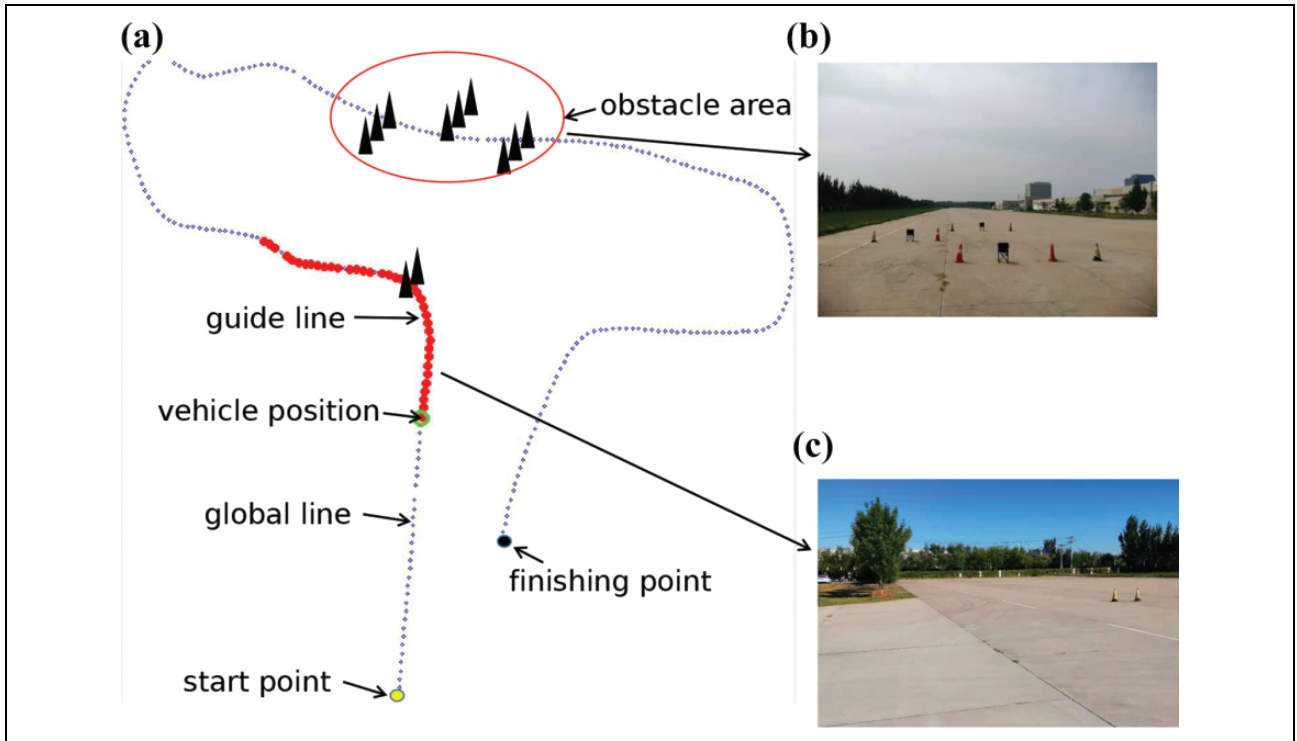 (a)
(b)
obstacle area
guide line
vehicle position
(c)
global line
finishing point
start point